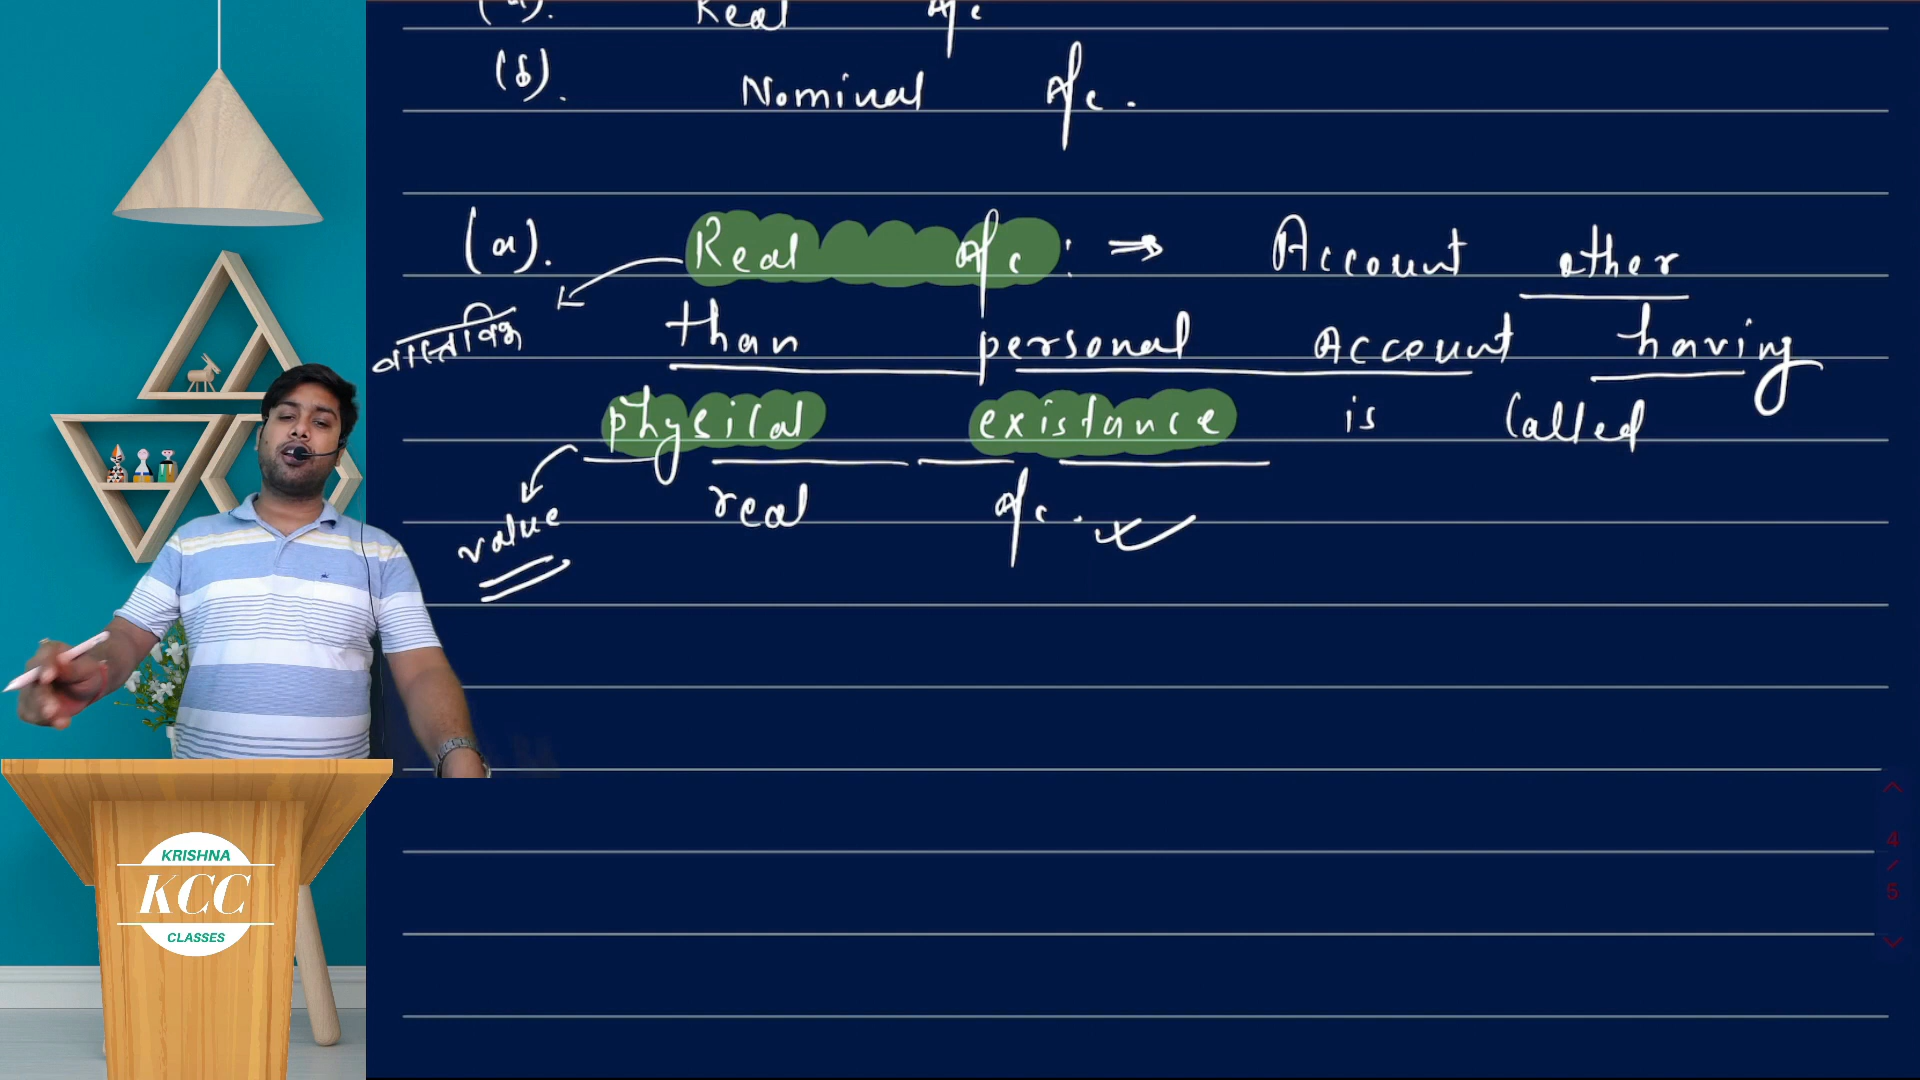 (a). Real A/c
(b). Nominal A/c.
(a). Real A/c : ⇒ Account other
वास्तविक than personal Account having
physical existance is called
value real A/c.
KRISHNA
KCC
CLASSES
4
/
5